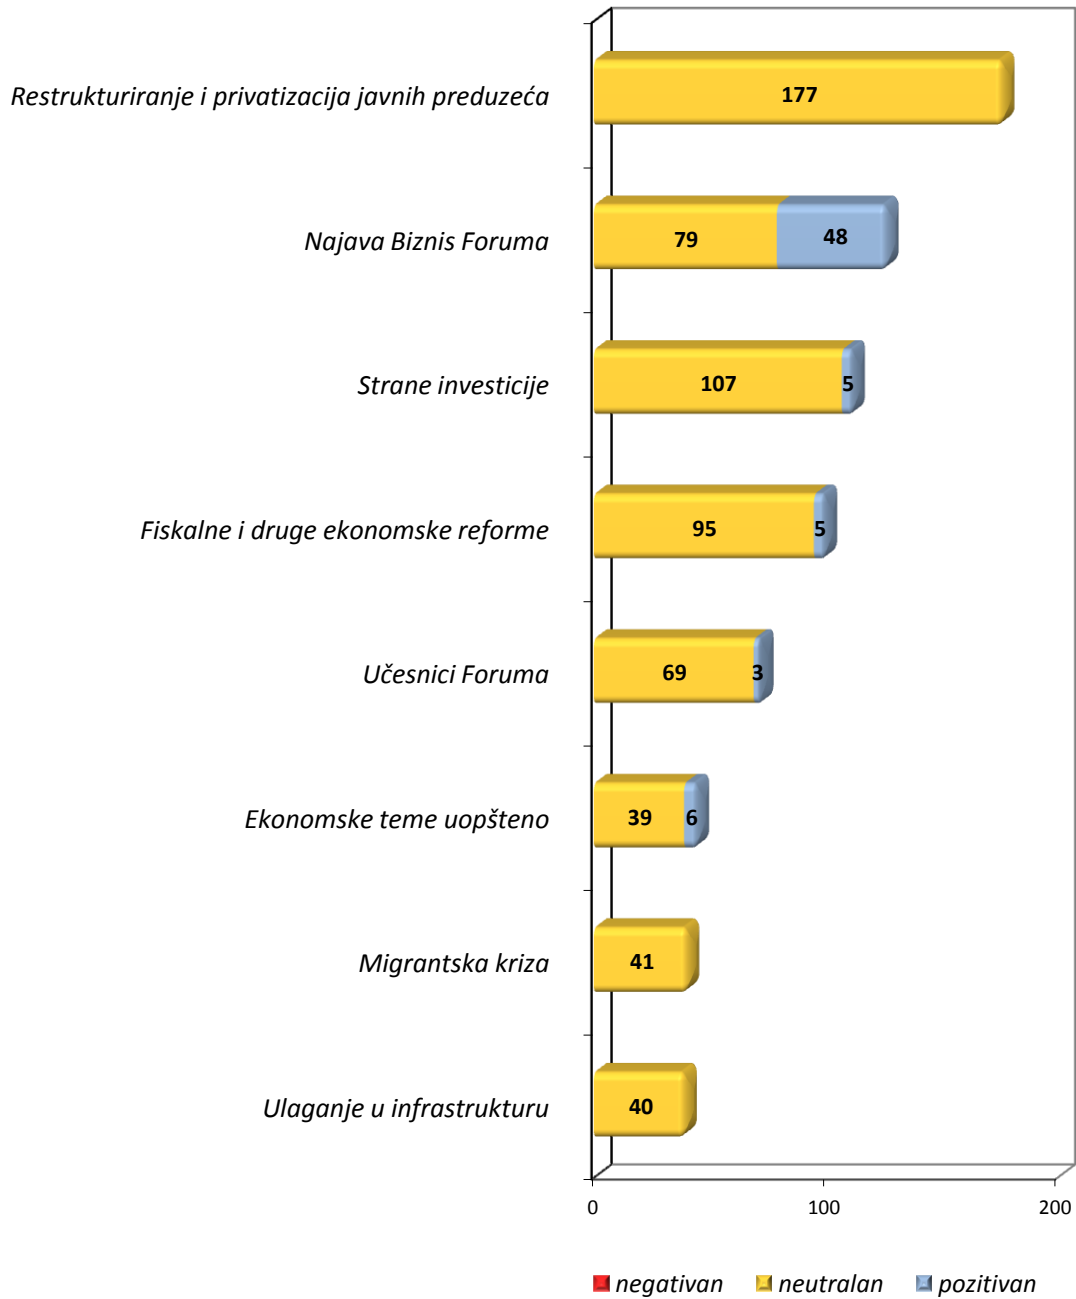 Restrukturiranje i privatizacija javnih preduzeća
177
Najava Biznis Foruma
79 48
Strane investicije
107 5
Fiskalne i druge ekonomske reforme
95 5
Učesnici Foruma
69 3
Ekonomske teme uopšteno
39 6
Migrantska kriza
41
Ulaganje u infrastrukturu
40
0 100 200
negativan neutralan pozitivan